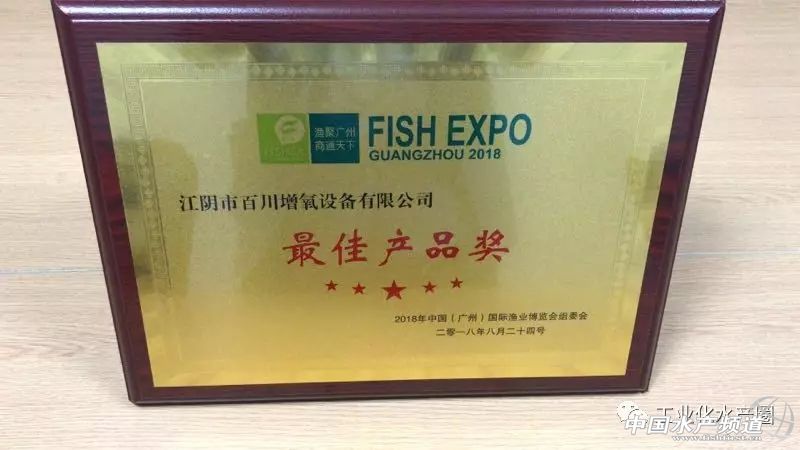 渔聚广州
商通天下
FISH EXPO
GUANGZHOU 2018
江阴市百川增氧设备有限公司
最佳产品奖
2018年中国（广州）国际渔业博览会组委会
二零一八年八月二十四号
工业化水产圈
中国水产频道
www.fishfirst.cn